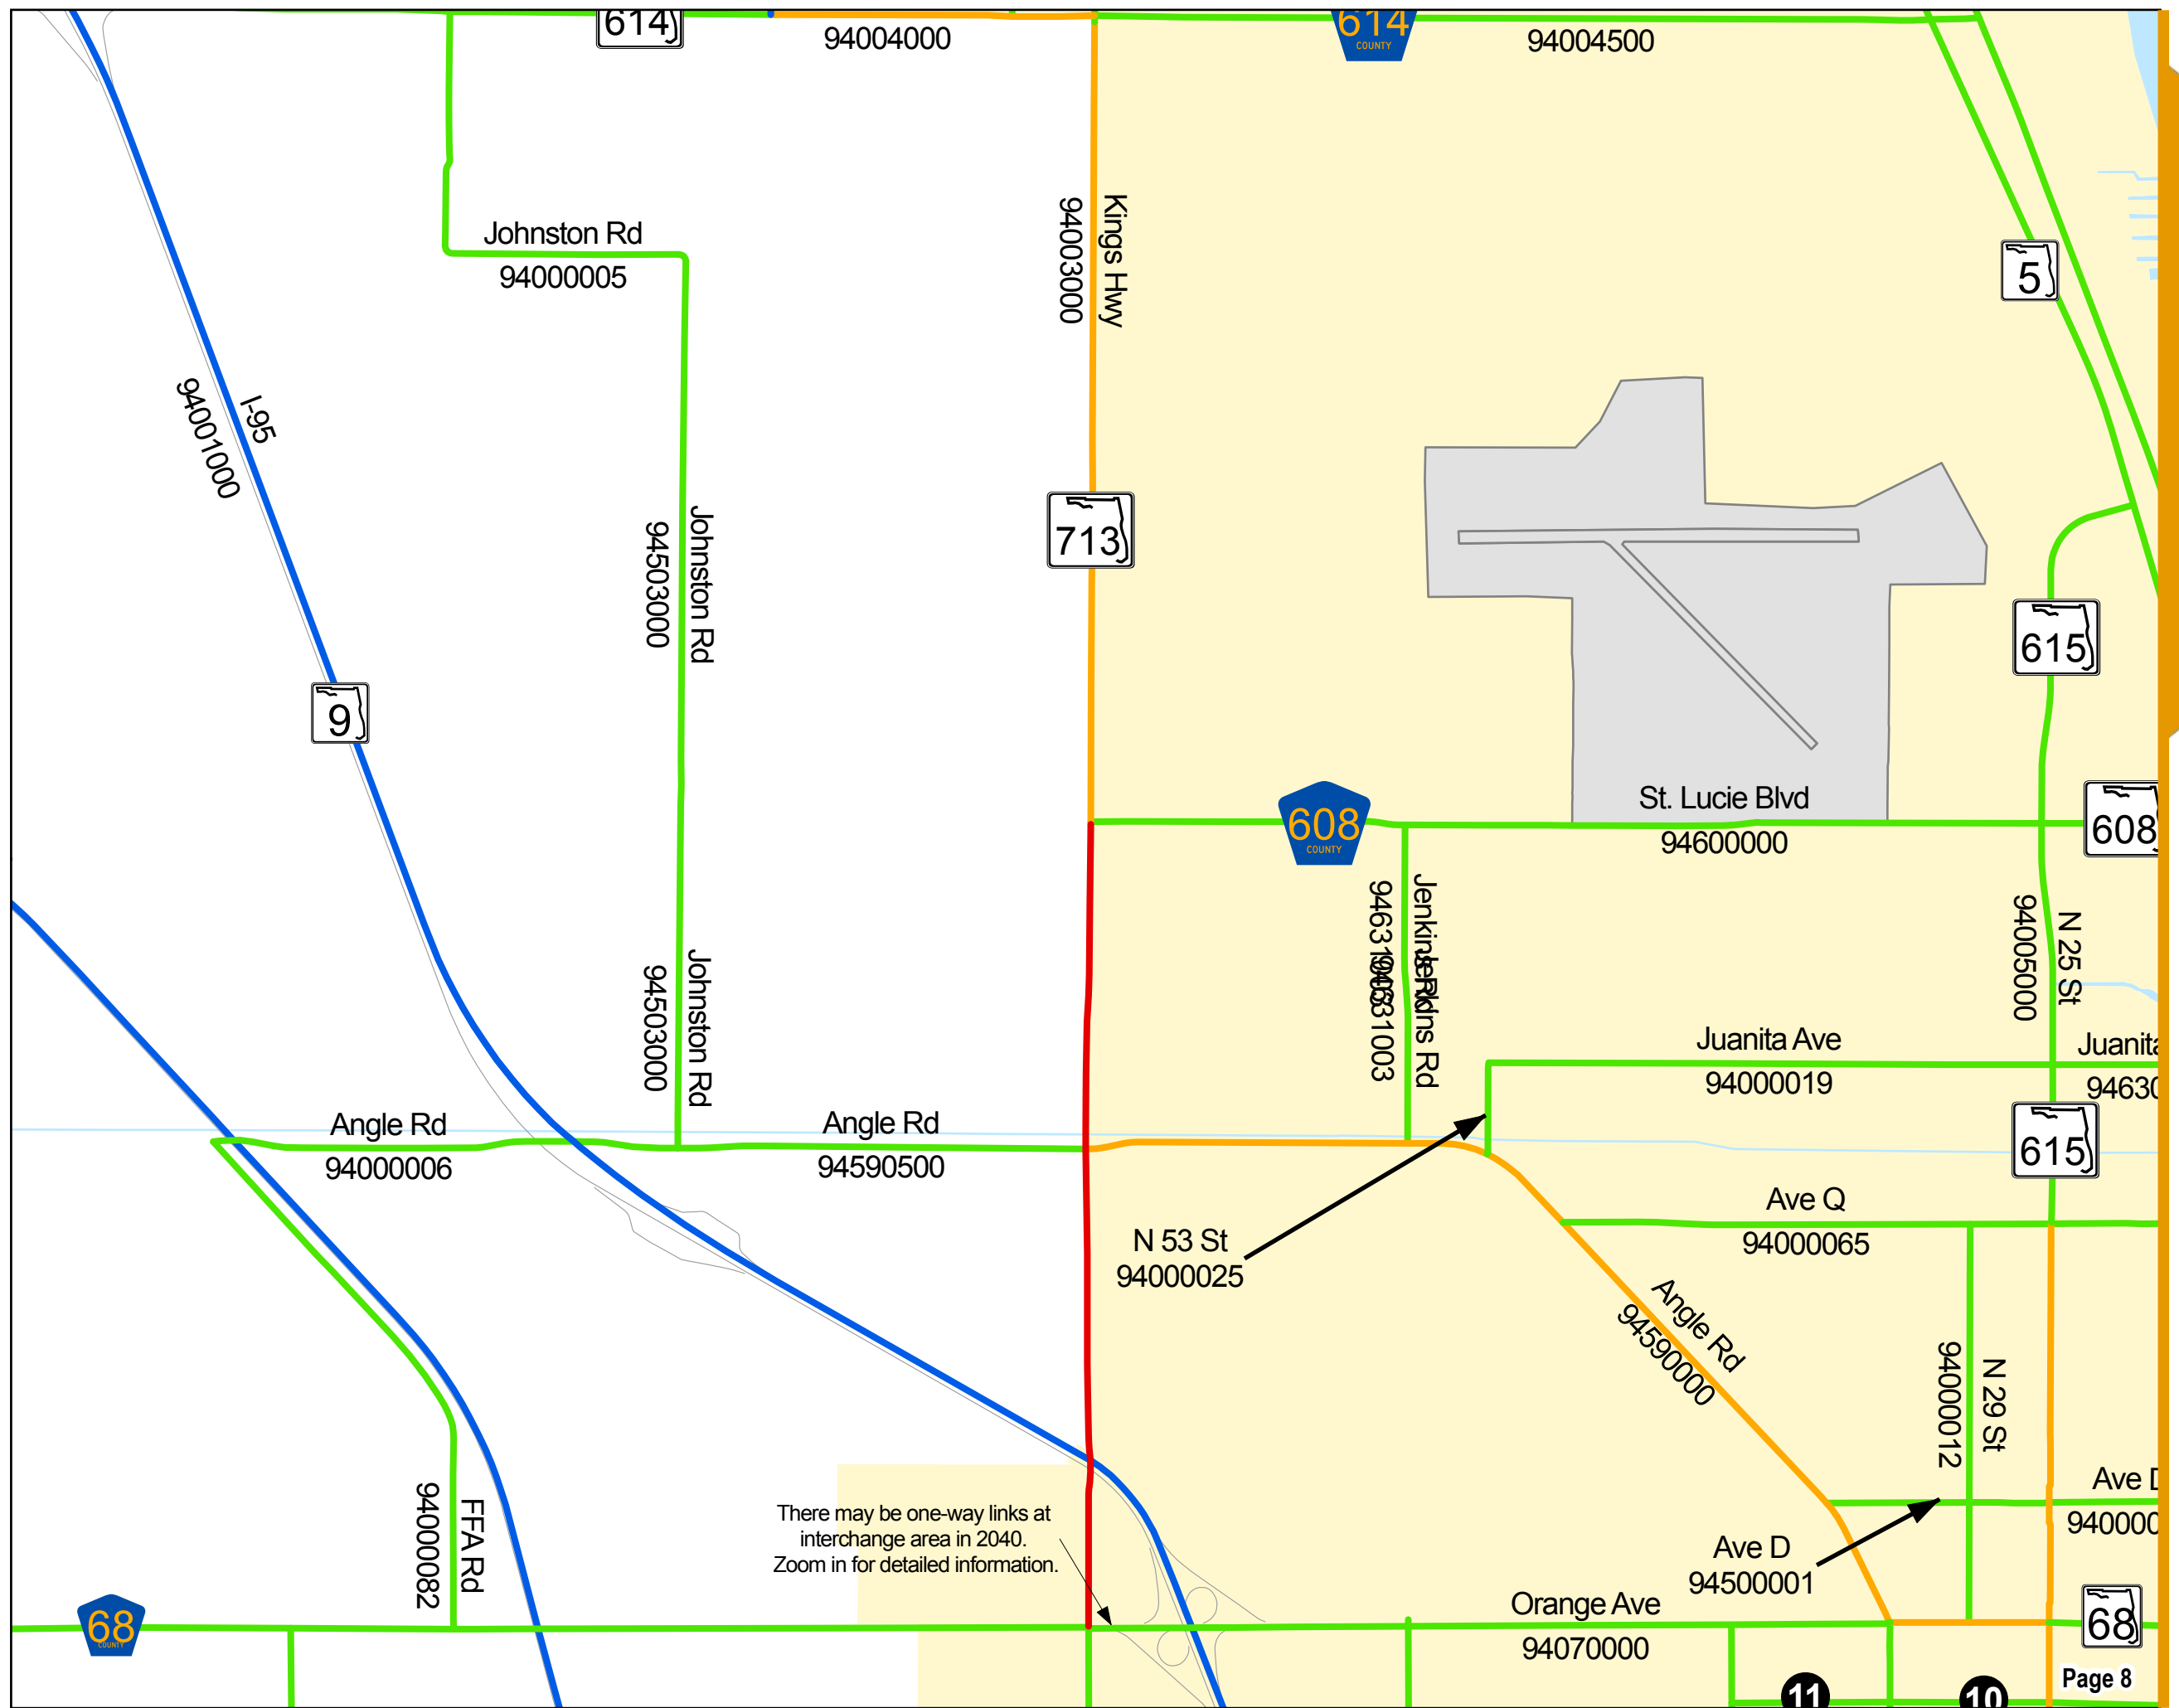 614
94004000
614
COUNTY
94004500
Johnston Rd
94000005
Kings Hwy
94003000
5
I-95
94001000
713
Johnston Rd
94503000
615
9
608
COUNTY
St. Lucie Blvd
94600000
608
Jenkins Rd
94631003
N 25 St
94005000
Johnston Rd
94503000
Juanita Ave
94000019
Angle Rd
94000006
Angle Rd
94590500
615
N 53 St
94000025
Ave Q
94000065
Angle Rd
94590000
N 29 St
94000012
FFA Rd
94000082
There may be one-way links at
interchange area in 2040.
Zoom in for detailed information.
Ave D
94500001
Ave D
68
COUNTY
Orange Ave
94070000
68
Page 8
11
10